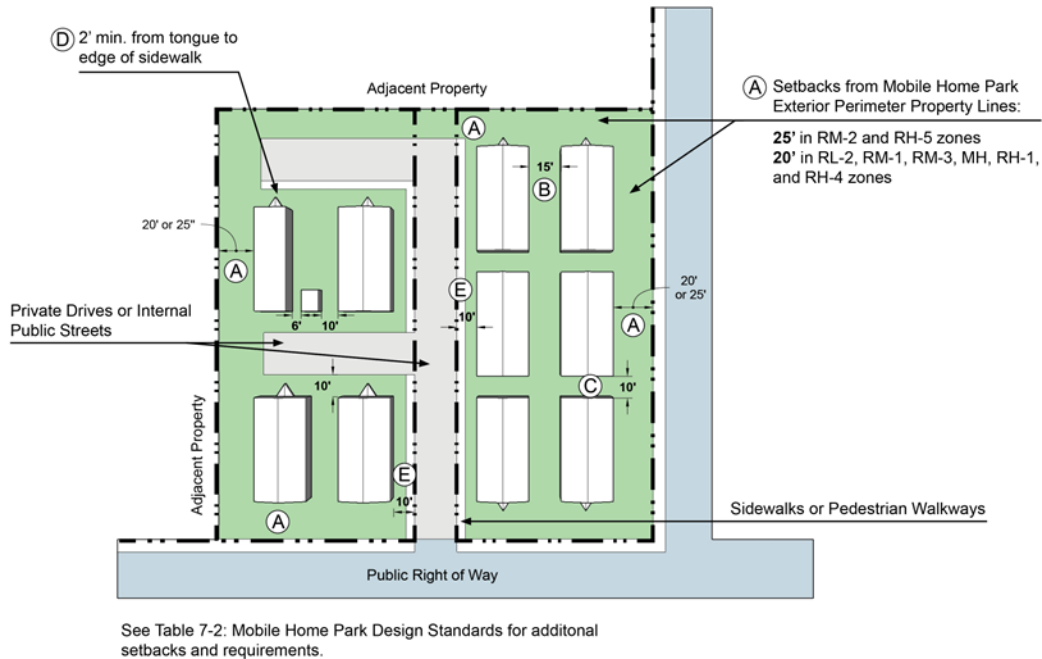 Ⓓ 2' min. from tongue to
edge of sidewalk
Adjacent Property
Ⓐ Setbacks from Mobile Home Park
Exterior Perimeter Property Lines:
25' in RM-2 and RH-5 zones
20' in RL-2, RM-1, RM-3, MH, RH-1,
and RH-4 zones
A
15'
B
20' or 25"
A
E
20'
or 25'
Private Drives or Internal
Public Streets
6'
10'
10'
A
10'
C
10'
Adjacent Property
E
10'
A
Sidewalks or Pedestrian Walkways
Public Right of Way
See Table 7-2: Mobile Home Park Design Standards for additonal
setbacks and requirements.